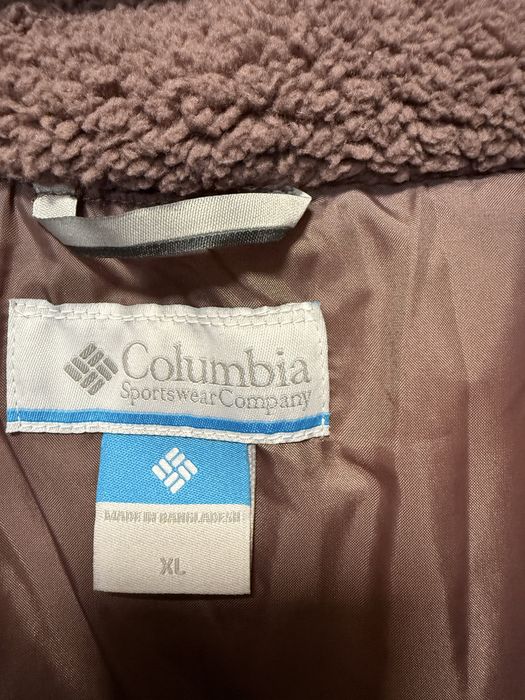 Columbia
Sportswear Company
MADE IN BANGLADESH
XL